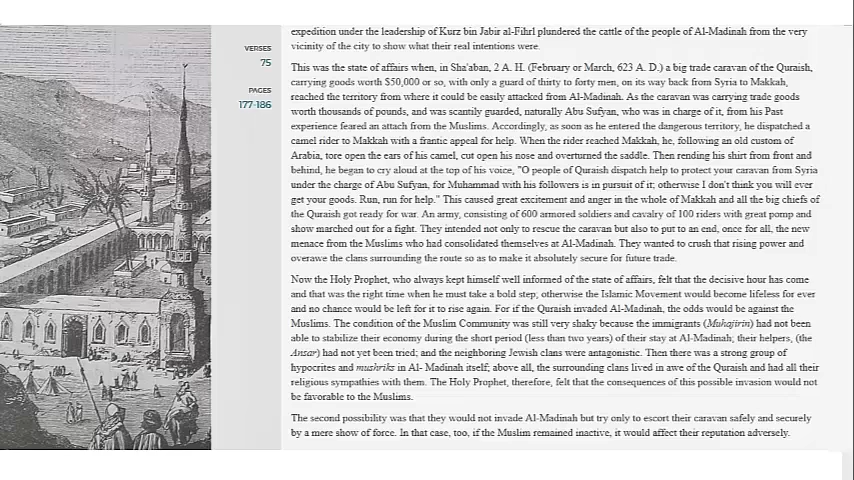 VERSES
75
PAGES
177-186
expedition under the leadership of Kurz bin Jabir al-Fihrl plundered the cattle of the people of Al-Madinah from the very
vicinity of the city to show what their real intentions were.
This was the state of affairs when, in Sha'aban, 2 A. H. (February or March, 623 A. D.) a big trade caravan of the Quraish,
carrying goods worth $50,000 or so, with only a guard of thirty to forty men, on its way back from Syria to Makkah,
reached the territory from where it could be easily attacked from Al-Madinah. As the caravan was carrying trade goods
worth thousands of pounds, and was scantily guarded, naturally Abu Sufyan, who was in charge of it, from his Past
experience feared an attach from the Muslims. Accordingly, as soon as he entered the dangerous territory, he dispatched a
camel rider to Makkah with a frantic appeal for help. When the rider reached Makkah, he, following an old custom of
Arabia, tore open the ears of his camel, cut open his nose and overturned the saddle. Then rending his shirt from front and
behind, he began to cry aloud at the top of his voice, "O people of Quraish dispatch help to protect your caravan from Syria
under the charge of Abu Sufyan, for Muhammad with his followers is in pursuit of it; otherwise I don't think you will ever
get your goods. Run, run for help." This caused great excitement and anger in the whole of Makkah and all the big chiefs of
the Quraish got ready for war. An army, consisting of 600 armored soldiers and cavalry of 100 riders with great pomp and
show marched out for a fight. They intended not only to rescue the caravan but also to put to an end, once for all, the new
menace from the Muslims who had consolidated themselves at Al-Madinah. They wanted to crush that rising power and
overawe the clans surrounding the route so as to make it absolutely secure for future trade.
Now the Holy Prophet, who always kept himself well informed of the state of affairs, felt that the decisive hour has come
and that was the right time when he must take a bold step; otherwise the Islamic Movement would become lifeless for ever
and no chance would be left for it to rise again. For if the Quraish invaded Al-Madinah, the odds would be against the
Muslims. The condition of the Muslim Community was still very shaky because the immigrants (Muhajirin) had not been
able to stabilize their economy during the short period (less than two years) of their stay at Al-Madinah; their helpers, (the
Ansar) had not yet been tried; and the neighboring Jewish clans were antagonistic. Then there was a strong group of
hypocrites and mushriks in Al- Madinah itself; above all, the surrounding clans lived in awe of the Quraish and had all their
religious sympathies with them. The Holy Prophet, therefore, felt that the consequences of this possible invasion would not
be favorable to the Muslims.
The second possibility was that they would not invade Al-Madinah but try only to escort their caravan safely and securely
by a mere show of force. In that case, too, if the Muslim remained inactive, it would affect their reputation adversely.